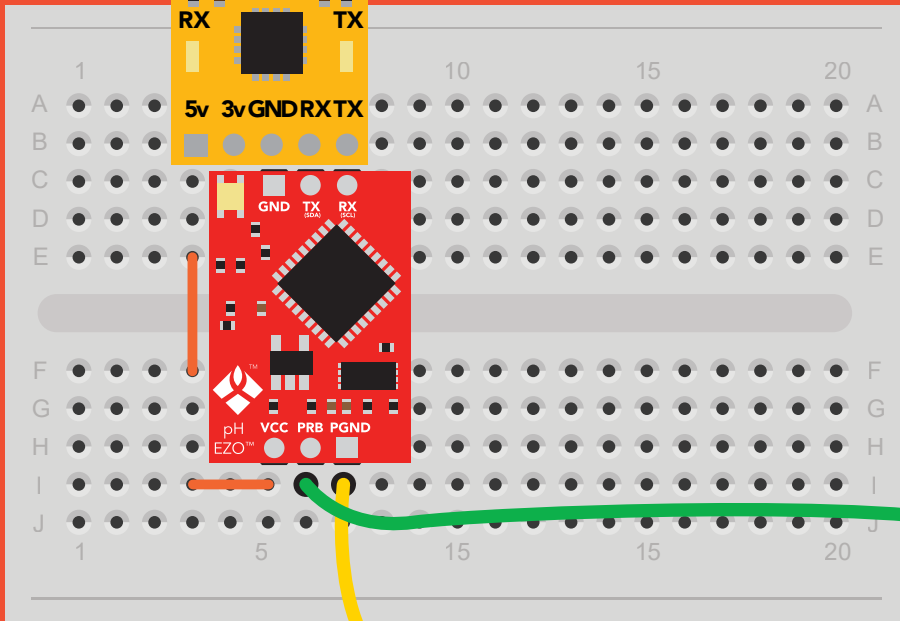 RX TX
1 10 15 20
5v 3v GND RX TX
A A
B B
C C
GND TX RX
(SDA) (SCL)
D D
E E
F F
TM
G G
VCC PRB PGND
pH
H H
EZO™
I I
J J
1 5 15 15 20